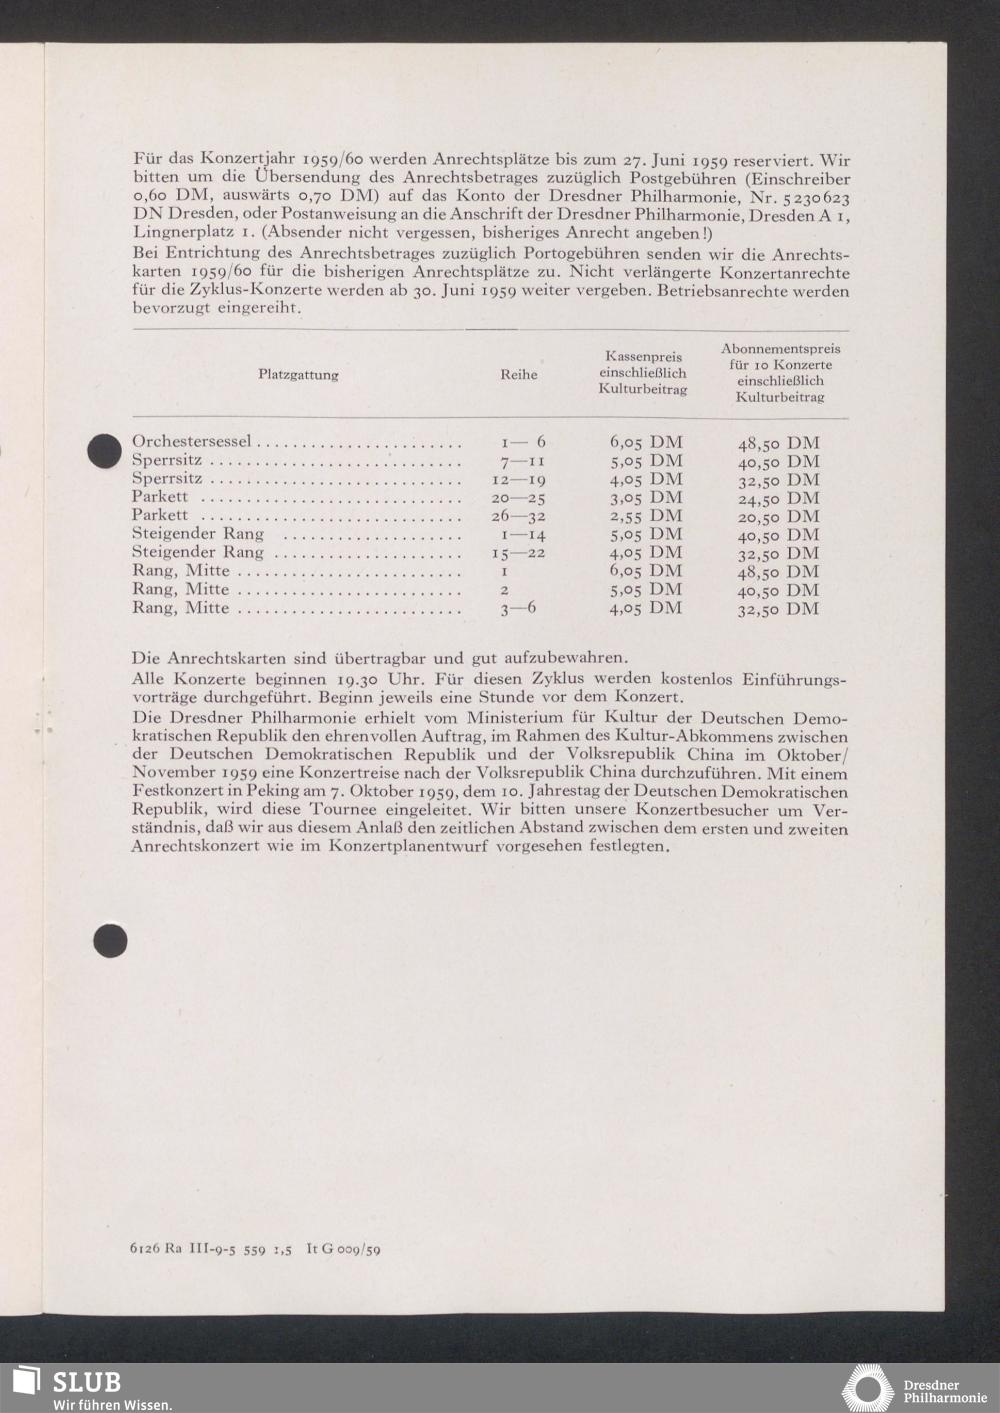 Für das Konzertjahr 1959/60 werden Anrechtsplätze bis zum 27. Juni 1959 reserviert. Wir
bitten um die Übersendung des Anrechtsbetrages zuzüglich Postgebühren (Einschreiber
0,60 DM, auswärts 0,70 DM) auf das Konto der Dresdner Philharmonie, Nr. 5230623
DN Dresden, oder Postanweisung an die Anschrift der Dresdner Philharmonie, Dresden A 1,
Lingnerplatz 1. (Absender nicht vergessen, bisheriges Anrecht angeben!)
Bei Entrichtung des Anrechtsbetrages zuzüglich Portogebühren senden wir die Anrechts-
karten 1959/60 für die bisherigen Anrechtsplätze zu. Nicht verlängerte Konzertanrechte
für die Zyklus-Konzerte werden ab 30. Juni 1959 weiter vergeben. Betriebsanrechte werden
bevorzugt eingereiht.
Platzgattung Reihe Kassenpreis einschließlich Kulturbeitrag Abonnementspreis für 10 Konzerte einschließlich Kulturbeitrag
Orchestersessel ....................... 1— 6 6,05 DM 48,50 DM
Sperrsitz ............................ 7—11 5,05 DM 40,50 DM
Sperrsitz ............................ 12—19 4,05 DM 32,50 DM
Parkett ............................. 20—25 3,05 DM 24,50 DM
Parkett ............................. 26—32 2,55 DM 20,50 DM
Steigender Rang .................... 1—14 5,05 DM 40,50 DM
Steigender Rang ..................... 15—22 4,05 DM 32,50 DM
Rang, Mitte ......................... 1 6,05 DM 48,50 DM
Rang, Mitte ......................... 2 5,05 DM 40,50 DM
Rang, Mitte ......................... 3—6 4,05 DM 32,50 DM
Die Anrechtskarten sind übertragbar und gut aufzubewahren.
Alle Konzerte beginnen 19.30 Uhr. Für diesen Zyklus werden kostenlos Einführungs-
vorträge durchgeführt. Beginn jeweils eine Stunde vor dem Konzert.
Die Dresdner Philharmonie erhielt vom Ministerium für Kultur der Deutschen Demo-
kratischen Republik den ehrenvollen Auftrag, im Rahmen des Kultur-Abkommens zwischen
der Deutschen Demokratischen Republik und der Volksrepublik China im Oktober/
November 1959 eine Konzertreise nach der Volksrepublik China durchzuführen. Mit einem
Festkonzert in Peking am 7. Oktober 1959, dem 10. Jahrestag der Deutschen Demokratischen
Republik, wird diese Tournee eingeleitet. Wir bitten unsere Konzertbesucher um Ver-
ständnis, daß wir aus diesem Anlaß den zeitlichen Abstand zwischen dem ersten und zweiten
Anrechtskonzert wie im Konzertplanentwurf vorgesehen festlegten.
6126 Ra III-9-5 559 1,5 It G 009/59
SLUB
Wir führen Wissen.
Dresdner
Philharmonie